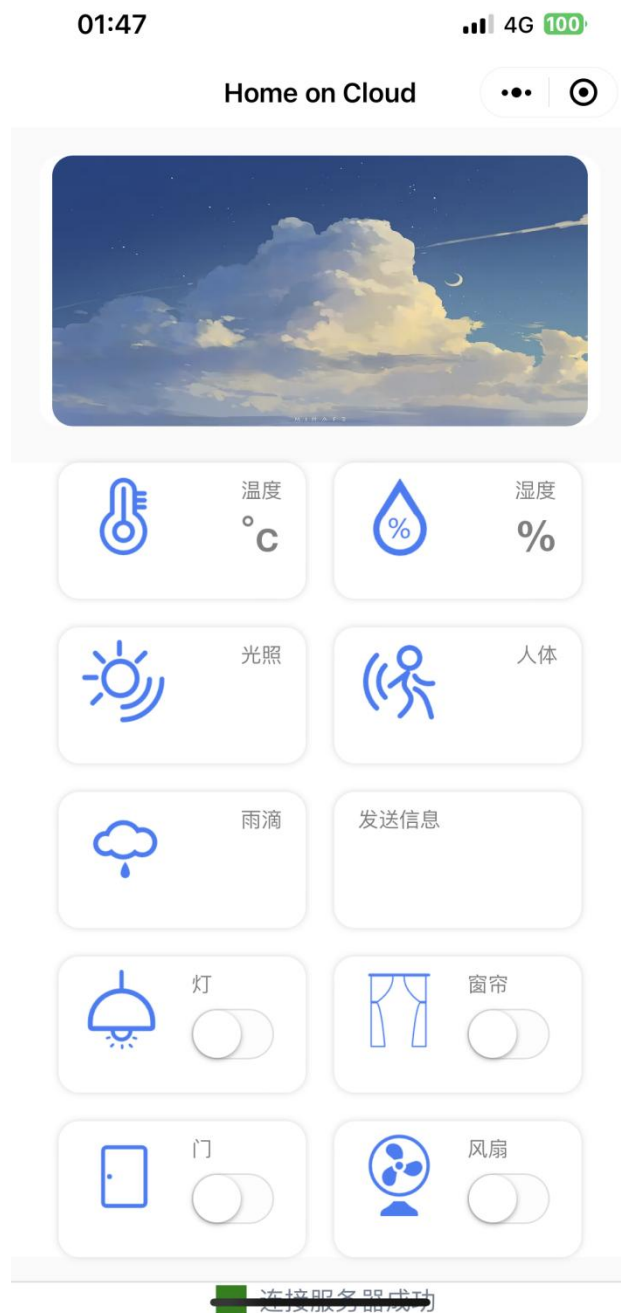 01:47 4G 100
Home on Cloud
温度 湿度
°c %
%
光照 人体
雨滴 发送信息
灯 窗帘
门 风扇
连接服务器成功